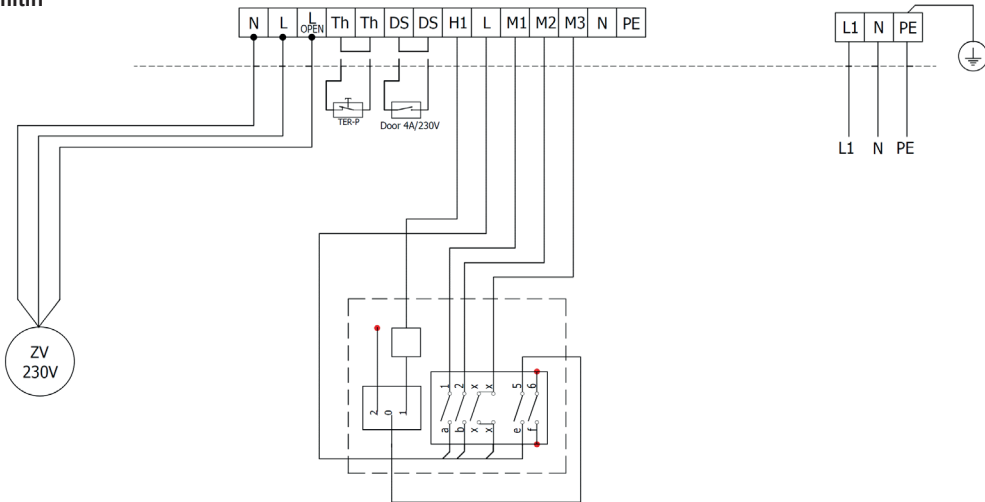 N L L OPEN Th Th DS DS H1 L M1 M2 M3 N PE
L1 N PE
TER-P
Door 4A/230V
L1 N PE
ZV
230V
1 2 x x 5 6
2 0 1
a b x x e f